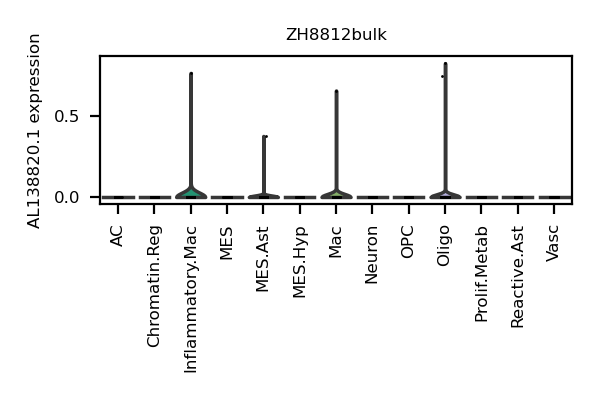 ZH8812bulk
AL138820.1 expression
0.5
0.0
AC
Chromatin.Reg
Inflammatory.Mac
MES
MES.Ast
MES.Hyp
Mac
Neuron
OPC
Oligo
Prolif.Metab
Reactive.Ast
Vasc